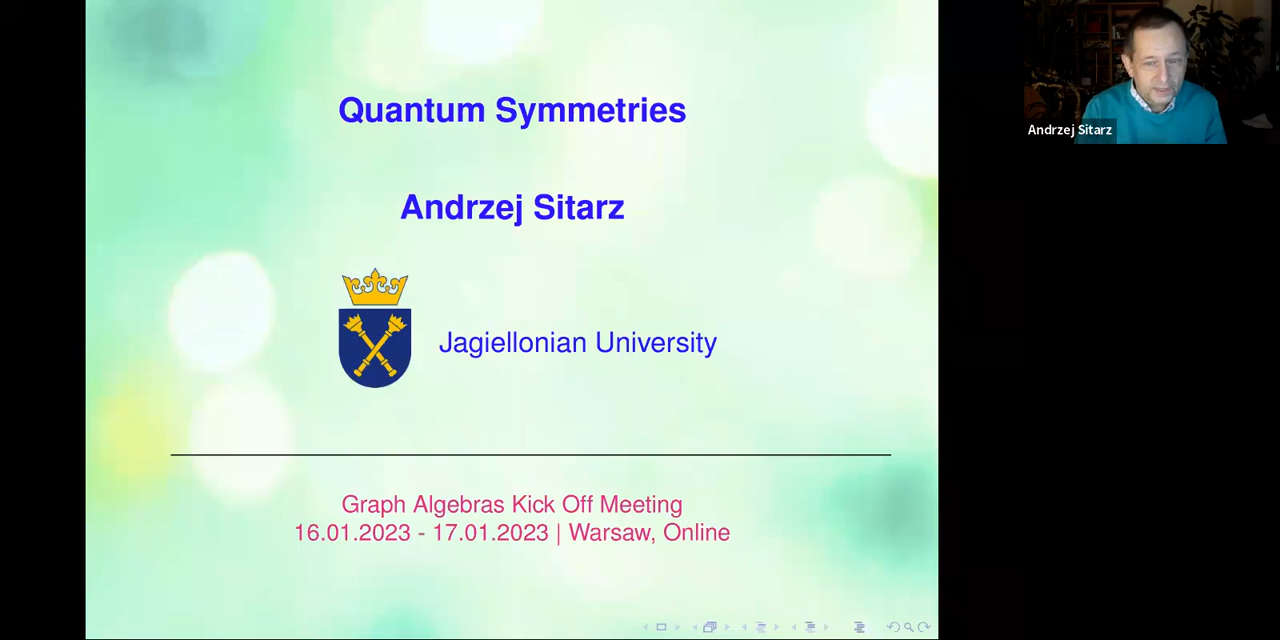 Quantum Symmetries
Andrzej Sitarz
Jagiellonian University
Graph Algebras Kick Off Meeting
16.01.2023 - 17.01.2023 | Warsaw, Online
Andrzej Sitarz